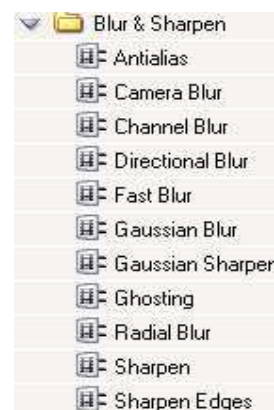 Blur & Sharpen
Antialias
Camera Blur
Channel Blur
Directional Blur
Fast Blur
Gaussian Blur
Gaussian Sharpen
Ghosting
Radial Blur
Sharpen
Sharpen Edges